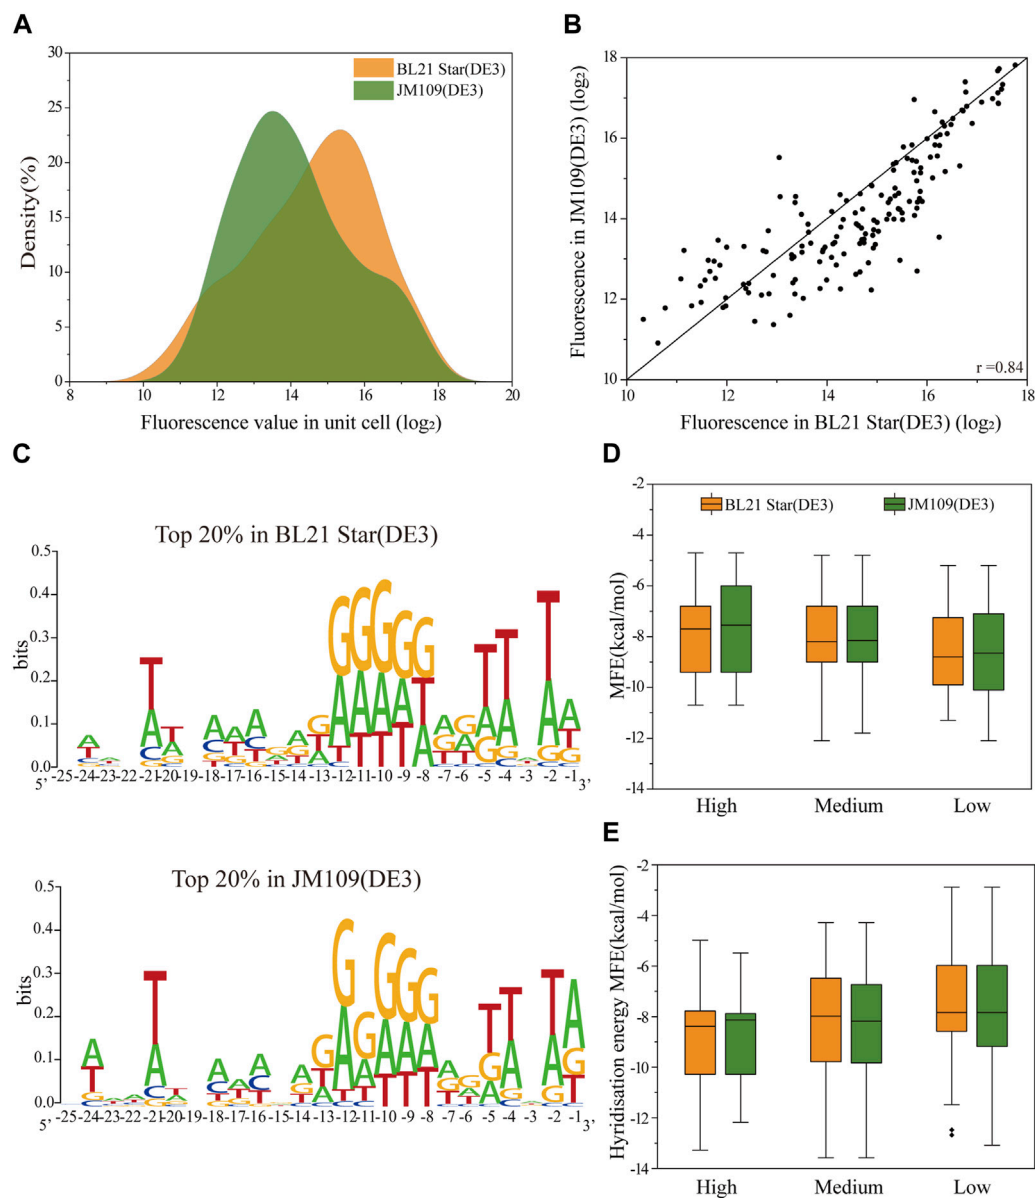 A
30
25
20
15
10
5
0
Density(%)
BL21 Star(DE3)
JM109(DE3)
8 10 12 14 16 18 20
Fluorescence value in unit cell (log₂)
B
18
16
14
12
10
Fluorescence in JM109(DE3) (log₂)
r =0.84
10 12 14 16 18
Fluorescence in BL21 Star(DE3) (log₂)
C
Top 20% in BL21 Star(DE3)
0.5
0.4
0.3
0.2
0.1
0.0
bits
5' -25 -24 -23 -22 -21 -20 -19 -18 -17 -16 -15 -14 -13 -12 -11 -10 -9 -8 -7 -6 -5 -4 -3 -2 -1 3'
Top 20% in JM109(DE3)
0.5
0.4
0.3
0.2
0.1
0.0
bits
5' -25 -24 -23 -22 -21 -20 -19 -18 -17 -16 -15 -14 -13 -12 -11 -10 -9 -8 -7 -6 -5 -4 -3 -2 -1 3'
D
-2
-4
-6
-8
-10
-12
-14
MFE(kcal/mol)
BL21 Star(DE3)
JM109(DE3)
High Medium Low
E
-2
-4
-6
-8
-10
-12
-14
Hyridisation energy MFE(kcal/mol)
High Medium Low